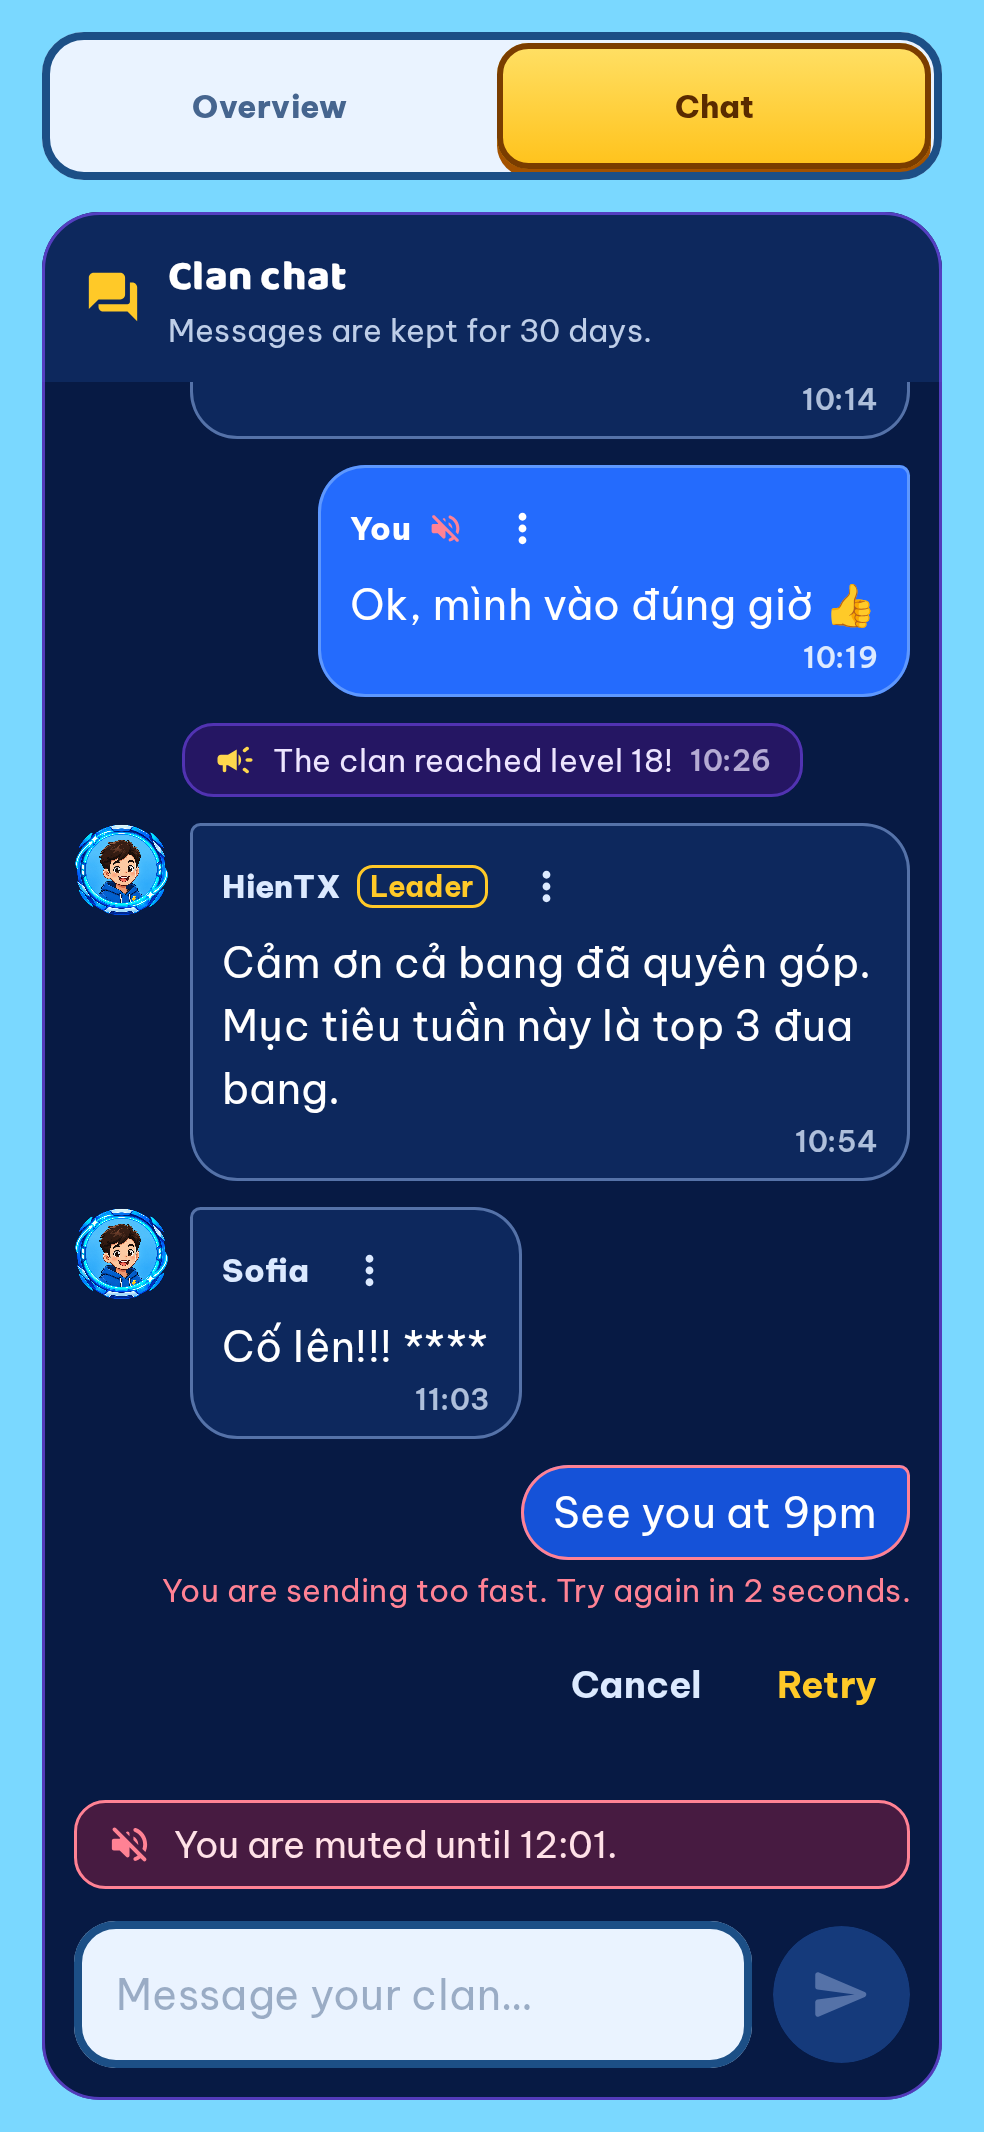 Overview
Chat
Clan chat
Messages are kept for 30 days.
10:14
You
Ok, mình vào đúng giờ 👍
10:19
The clan reached level 18! 10:26
HienTX Leader
Cảm ơn cả bang đã quyên góp.
Mục tiêu tuần này là top 3 đua
bang.
10:54
Sofia
Cố lên!!! ****
11:03
See you at 9pm
You are sending too fast. Try again in 2 seconds.
Cancel Retry
You are muted until 12:01.
Message your clan...